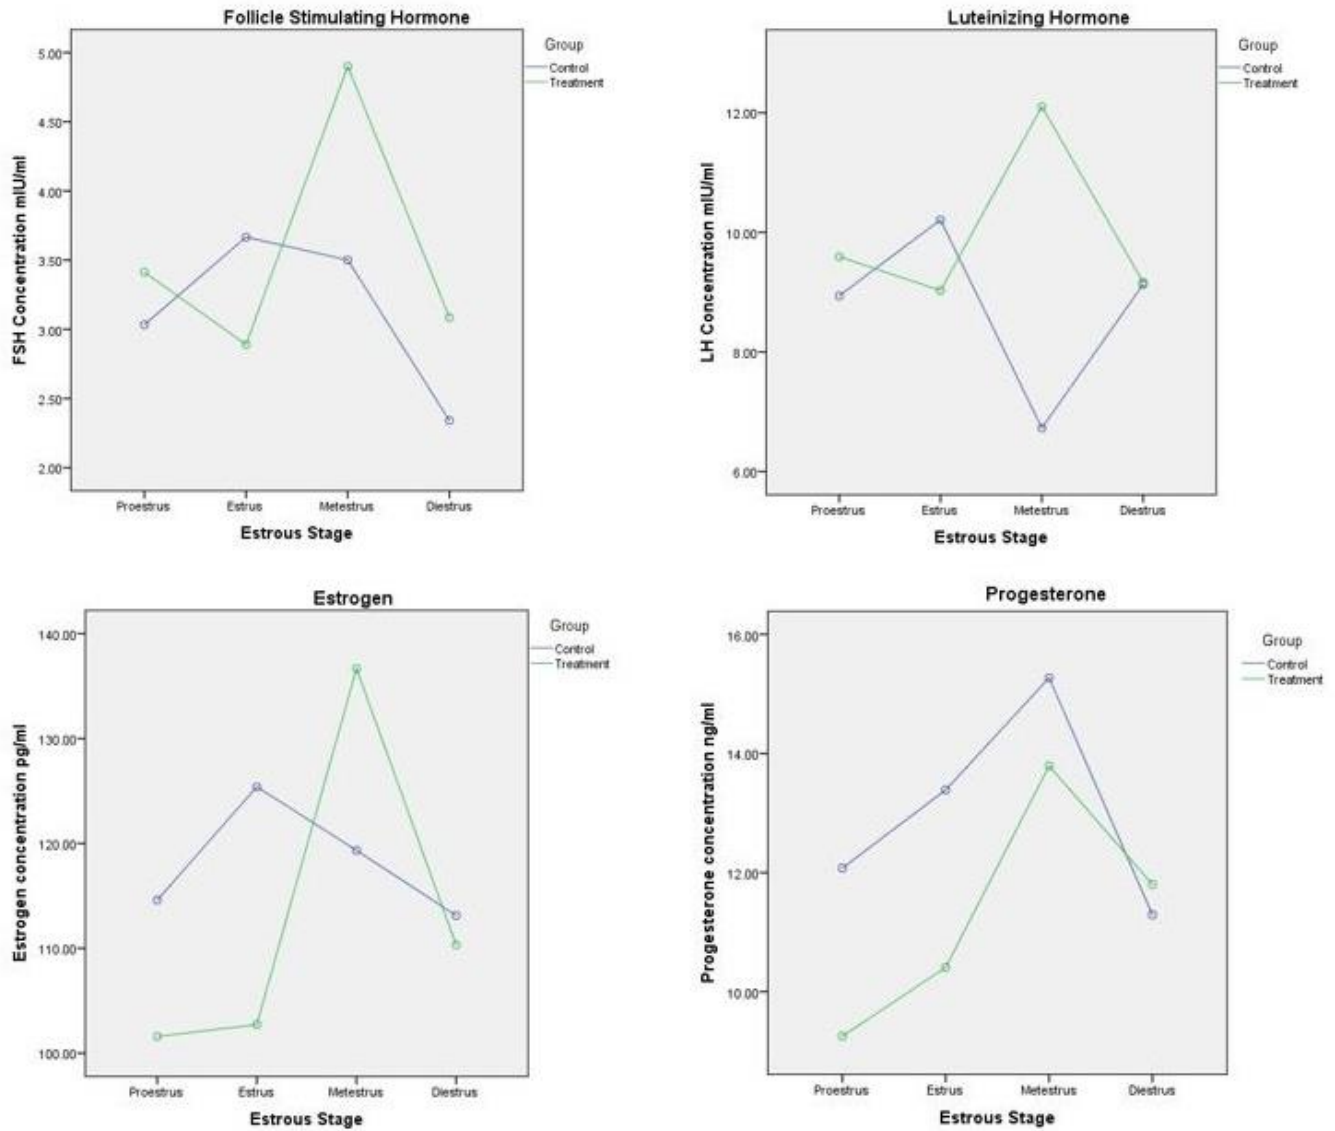 Follicle Stimulating Hormone
Group
Control
Treatment
5.00
4.50
4.00
3.50
3.00
2.50
2.00
FSH Concentration mIU/ml
Proestrus Estrus Metestrus Diestrus
Estrous Stage
Luteinizing Hormone
Group
Control
Treatment
12.00
10.00
8.00
6.00
LH Concentration mIU/ml
Proestrus Estrus Metestrus Diestrus
Estrous Stage
Estrogen
Group
Control
Treatment
140.00
130.00
120.00
110.00
100.00
Estrogen concentration pg/ml
Proestrus Estrus Metestrus Diestrus
Estrous Stage
Progesterone
Group
Control
Treatment
16.00
14.00
12.00
10.00
Progesterone concentration ng/ml
Proestrus Estrus Metestrus Diestrus
Estrous Stage